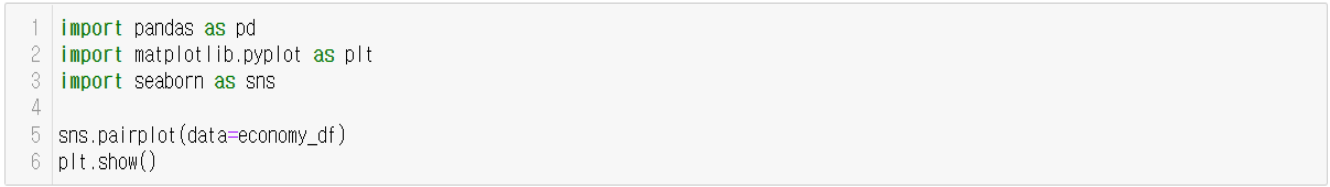 1 import pandas as pd
2 import matplotlib.pyplot as plt
3 import seaborn as sns
4
5 sns.pairplot(data=economy_df)
6 plt.show()